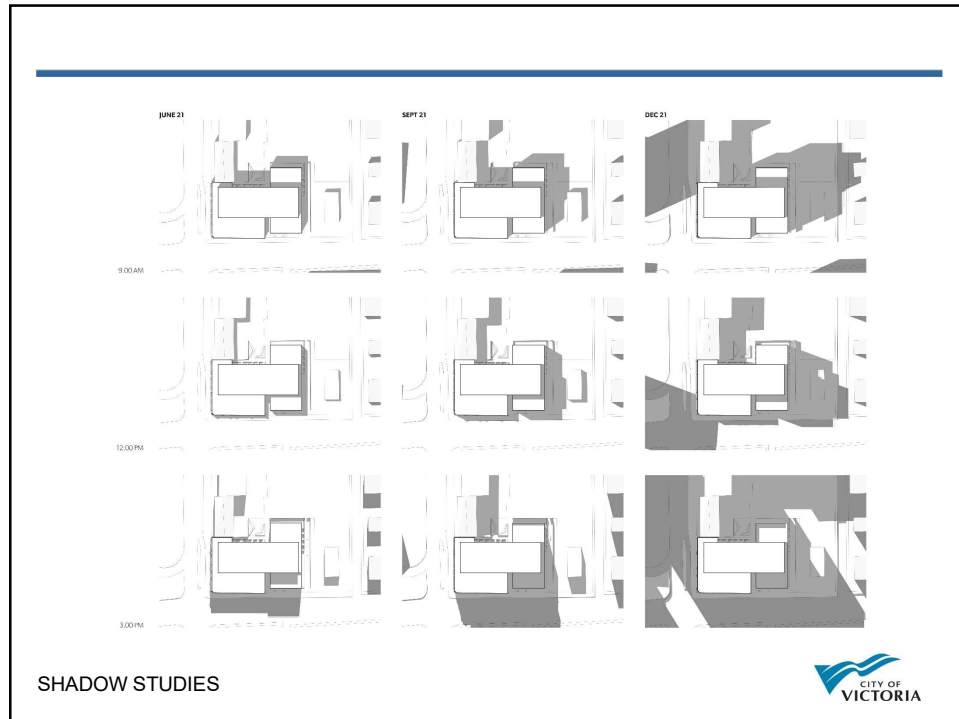 JUNE 21
SEPT 21
DEC 21
9.00 AM
12.00 PM
3.00 PM
SHADOW STUDIES
CITY OF
VICTORIA